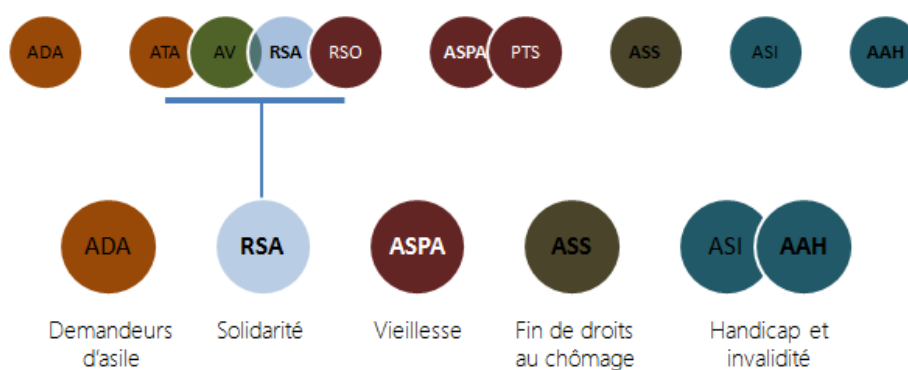 ADA ATA AV RSA RSO ASPA PTS ASS ASI AAH
ADA RSA ASPA ASS ASI AAH
Demandeurs Solidarité Vieillesse Fin de droits Handicap et
d'asile au chômage invalidité